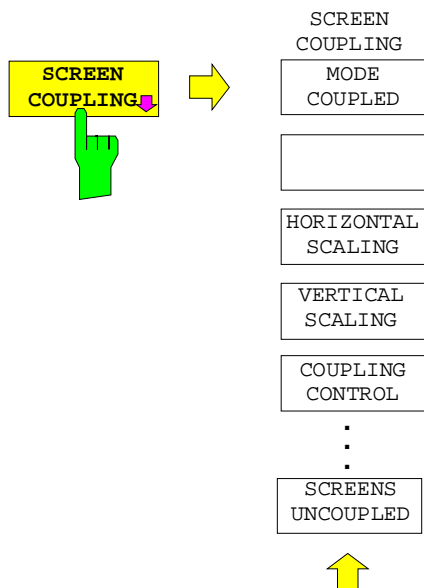 SCREEN
COUPLING
SCREEN
COUPLING
MODE
COUPLED
HORIZONTAL
SCALING
VERTICAL
SCALING
COUPLING
CONTROL
.
.
.
SCREENS
UNCOUPLED